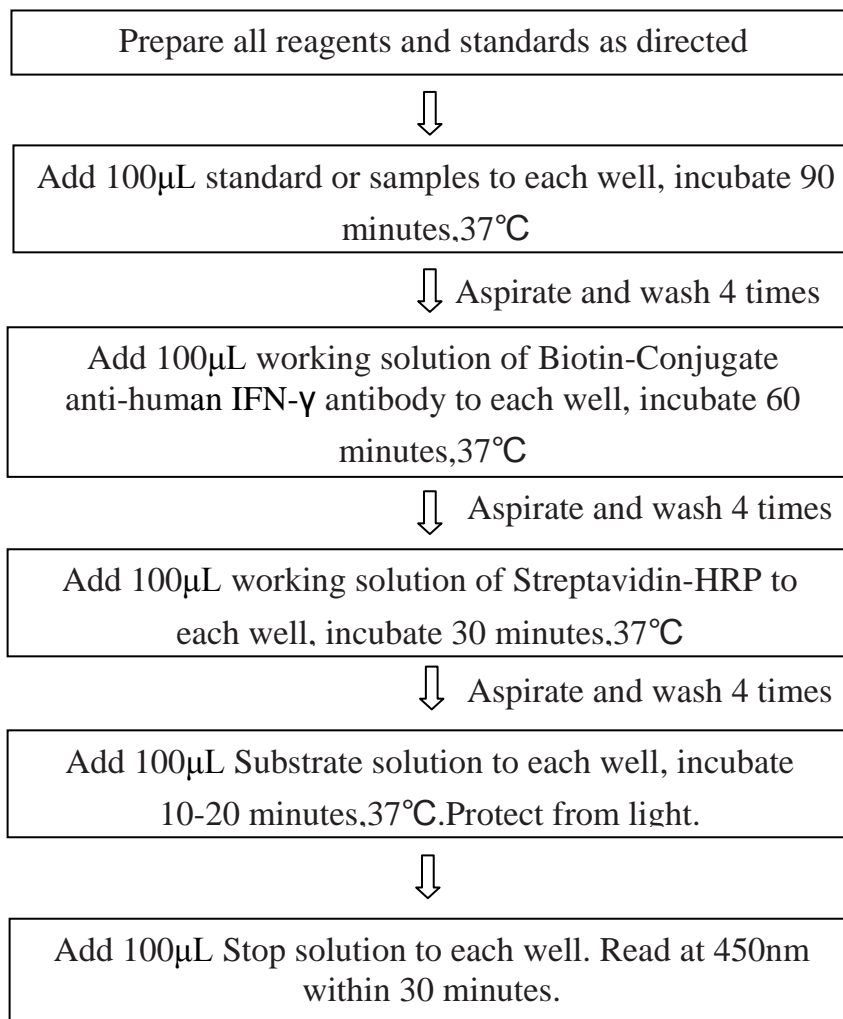 Prepare all reagents and standards as directed
Add 100μL standard or samples to each well, incubate 90
minutes,37℃
Aspirate and wash 4 times
Add 100μL working solution of Biotin-Conjugate
anti-human IFN-γ antibody to each well, incubate 60
minutes,37℃
Aspirate and wash 4 times
Add 100μL working solution of Streptavidin-HRP to
each well, incubate 30 minutes,37℃
Aspirate and wash 4 times
Add 100μL Substrate solution to each well, incubate
10-20 minutes,37℃.Protect from light.
Add 100μL Stop solution to each well. Read at 450nm
within 30 minutes.